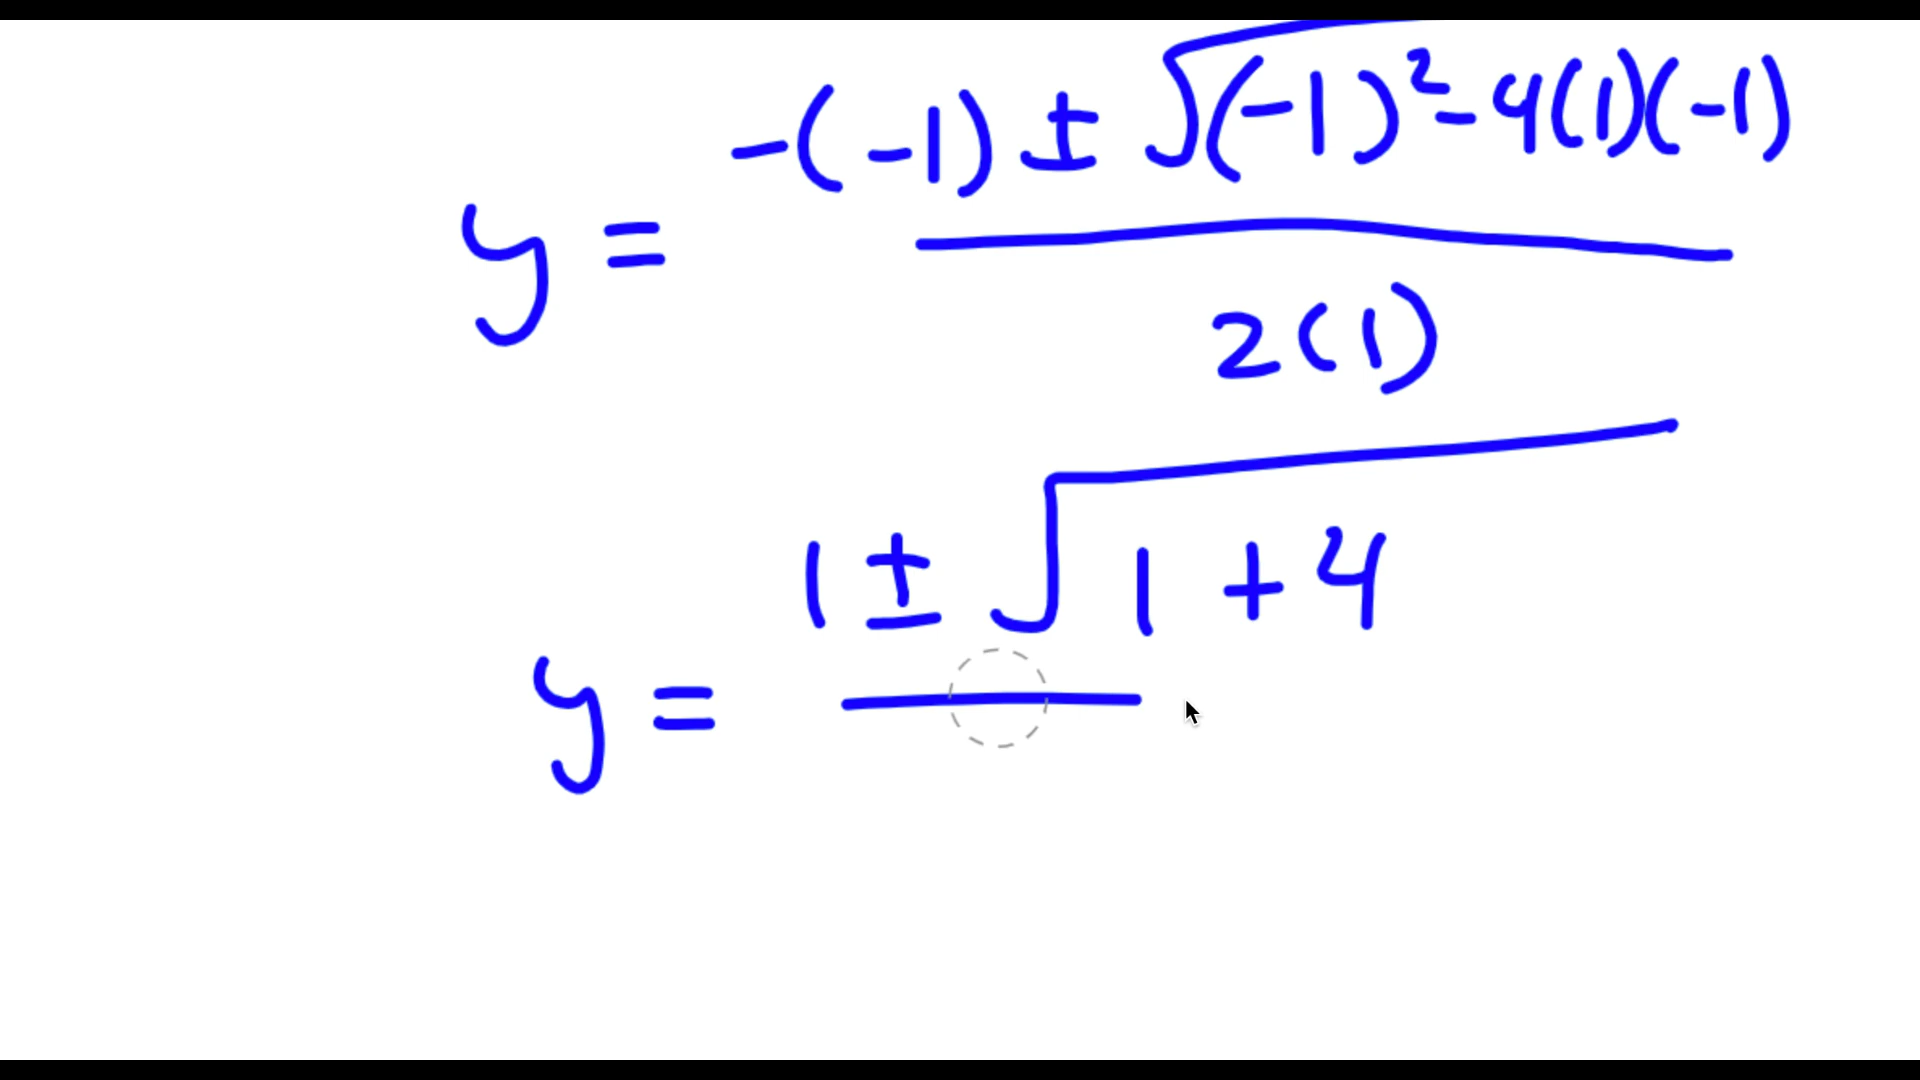 y = -(-1) ± √(-1)² - 4(1)(-1)
2(1)
y = 1 ± √1 + 4